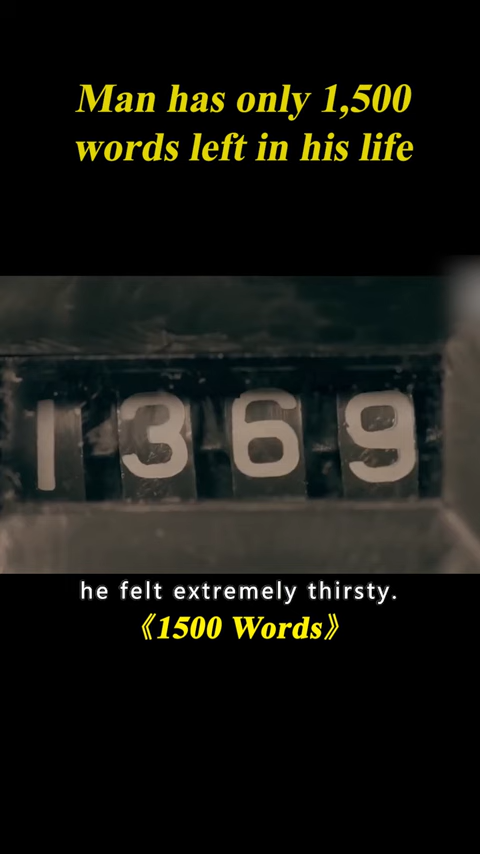 Man has only 1,500
words left in his life
1369
he felt extremely thirsty.
《1500 Words》